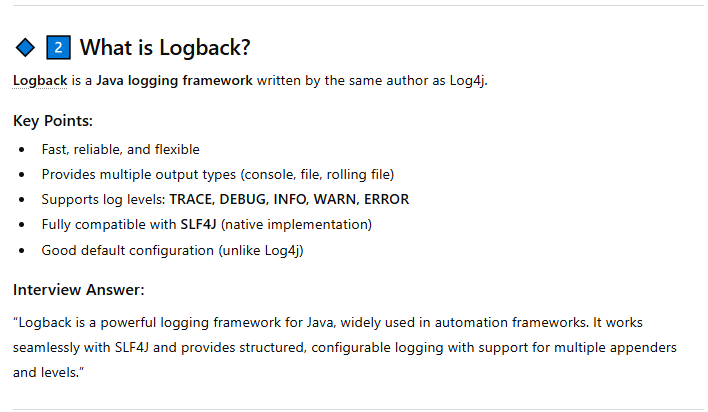 2 What is Logback?
Logback is a Java logging framework written by the same author as Log4j.
Key Points:
Fast, reliable, and flexible
Provides multiple output types (console, file, rolling file)
Supports log levels: TRACE, DEBUG, INFO, WARN, ERROR
Fully compatible with SLF4J (native implementation)
Good default configuration (unlike Log4j)
Interview Answer:
“Logback is a powerful logging framework for Java, widely used in automation frameworks. It works
seamlessly with SLF4J and provides structured, configurable logging with support for multiple appenders
and levels.”